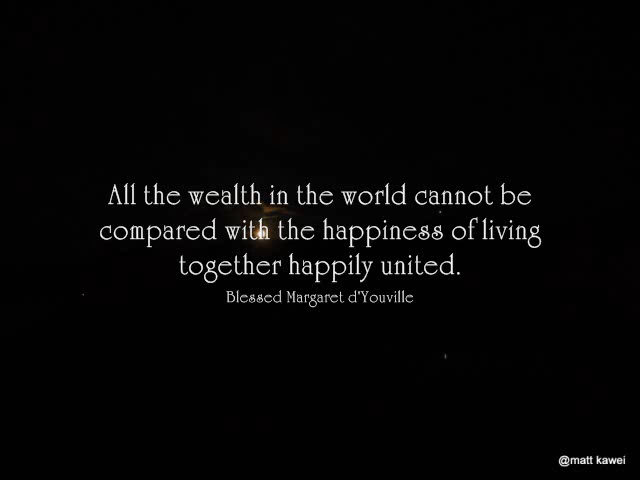 All the wealth in the world cannot be
compared with the happiness of living
together happily united.
Blessed Margaret d'Youville
@matt kawei